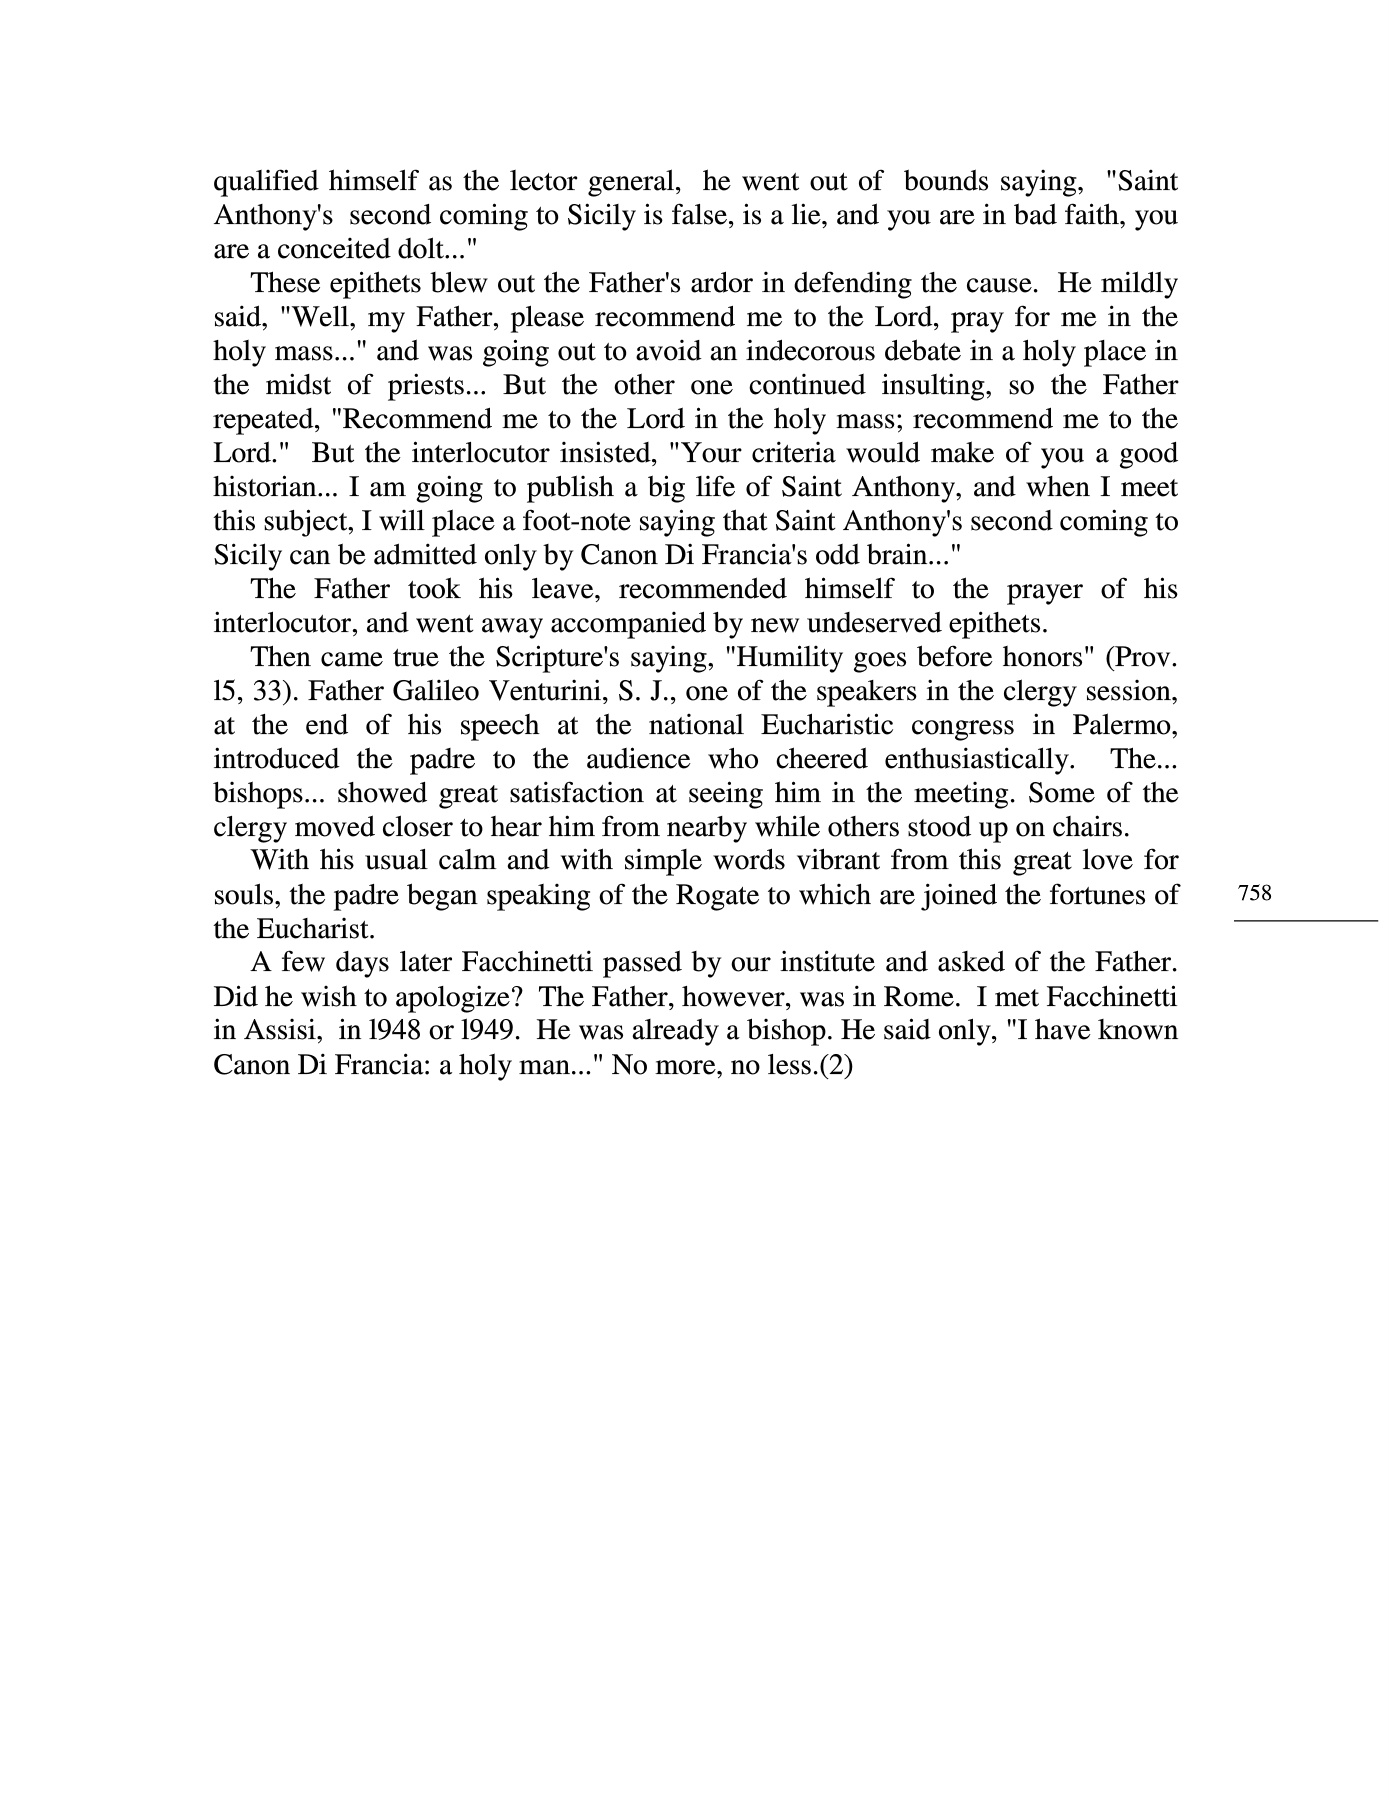 qualified himself as the lector general,  he went out of  bounds saying,  "Saint
Anthony's  second coming to Sicily is false, is a lie, and you are in bad faith, you
are a conceited dolt..."
These epithets blew out the Father's ardor in defending the cause.  He mildly
said, "Well, my Father, please recommend me to the Lord, pray for me in the
holy mass..." and was going out to avoid an indecorous debate in a holy place in
the midst of priests... But the other one continued insulting, so the Father
repeated, "Recommend me to the Lord in the holy mass; recommend me to the
Lord."  But the interlocutor insisted, "Your criteria would make of you a good
historian... I am going to publish a big life of Saint Anthony, and when I meet
this subject, I will place a foot-note saying that Saint Anthony's second coming to
Sicily can be admitted only by Canon Di Francia's odd brain..."
The Father took his leave, recommended himself to the prayer of his
interlocutor, and went away accompanied by new undeserved epithets.
Then came true the Scripture's saying, "Humility goes before honors" (Prov.
l5, 33). Father Galileo Venturini, S. J., one of the speakers in the clergy session,
at the end of his speech at the national Eucharistic congress in Palermo,
introduced the padre to the audience who cheered enthusiastically.  The...
bishops... showed great satisfaction at seeing him in the meeting. Some of the
clergy moved closer to hear him from nearby while others stood up on chairs.
With his usual calm and with simple words vibrant from this great love for
souls, the padre began speaking of the Rogate to which are joined the fortunes of
the Eucharist.
758
A few days later Facchinetti passed by our institute and asked of the Father.
Did he wish to apologize?  The Father, however, was in Rome.  I met Facchinetti
in Assisi,  in l948 or l949.  He was already a bishop. He said only, "I have known
Canon Di Francia: a holy man..." No more, no less.(2)